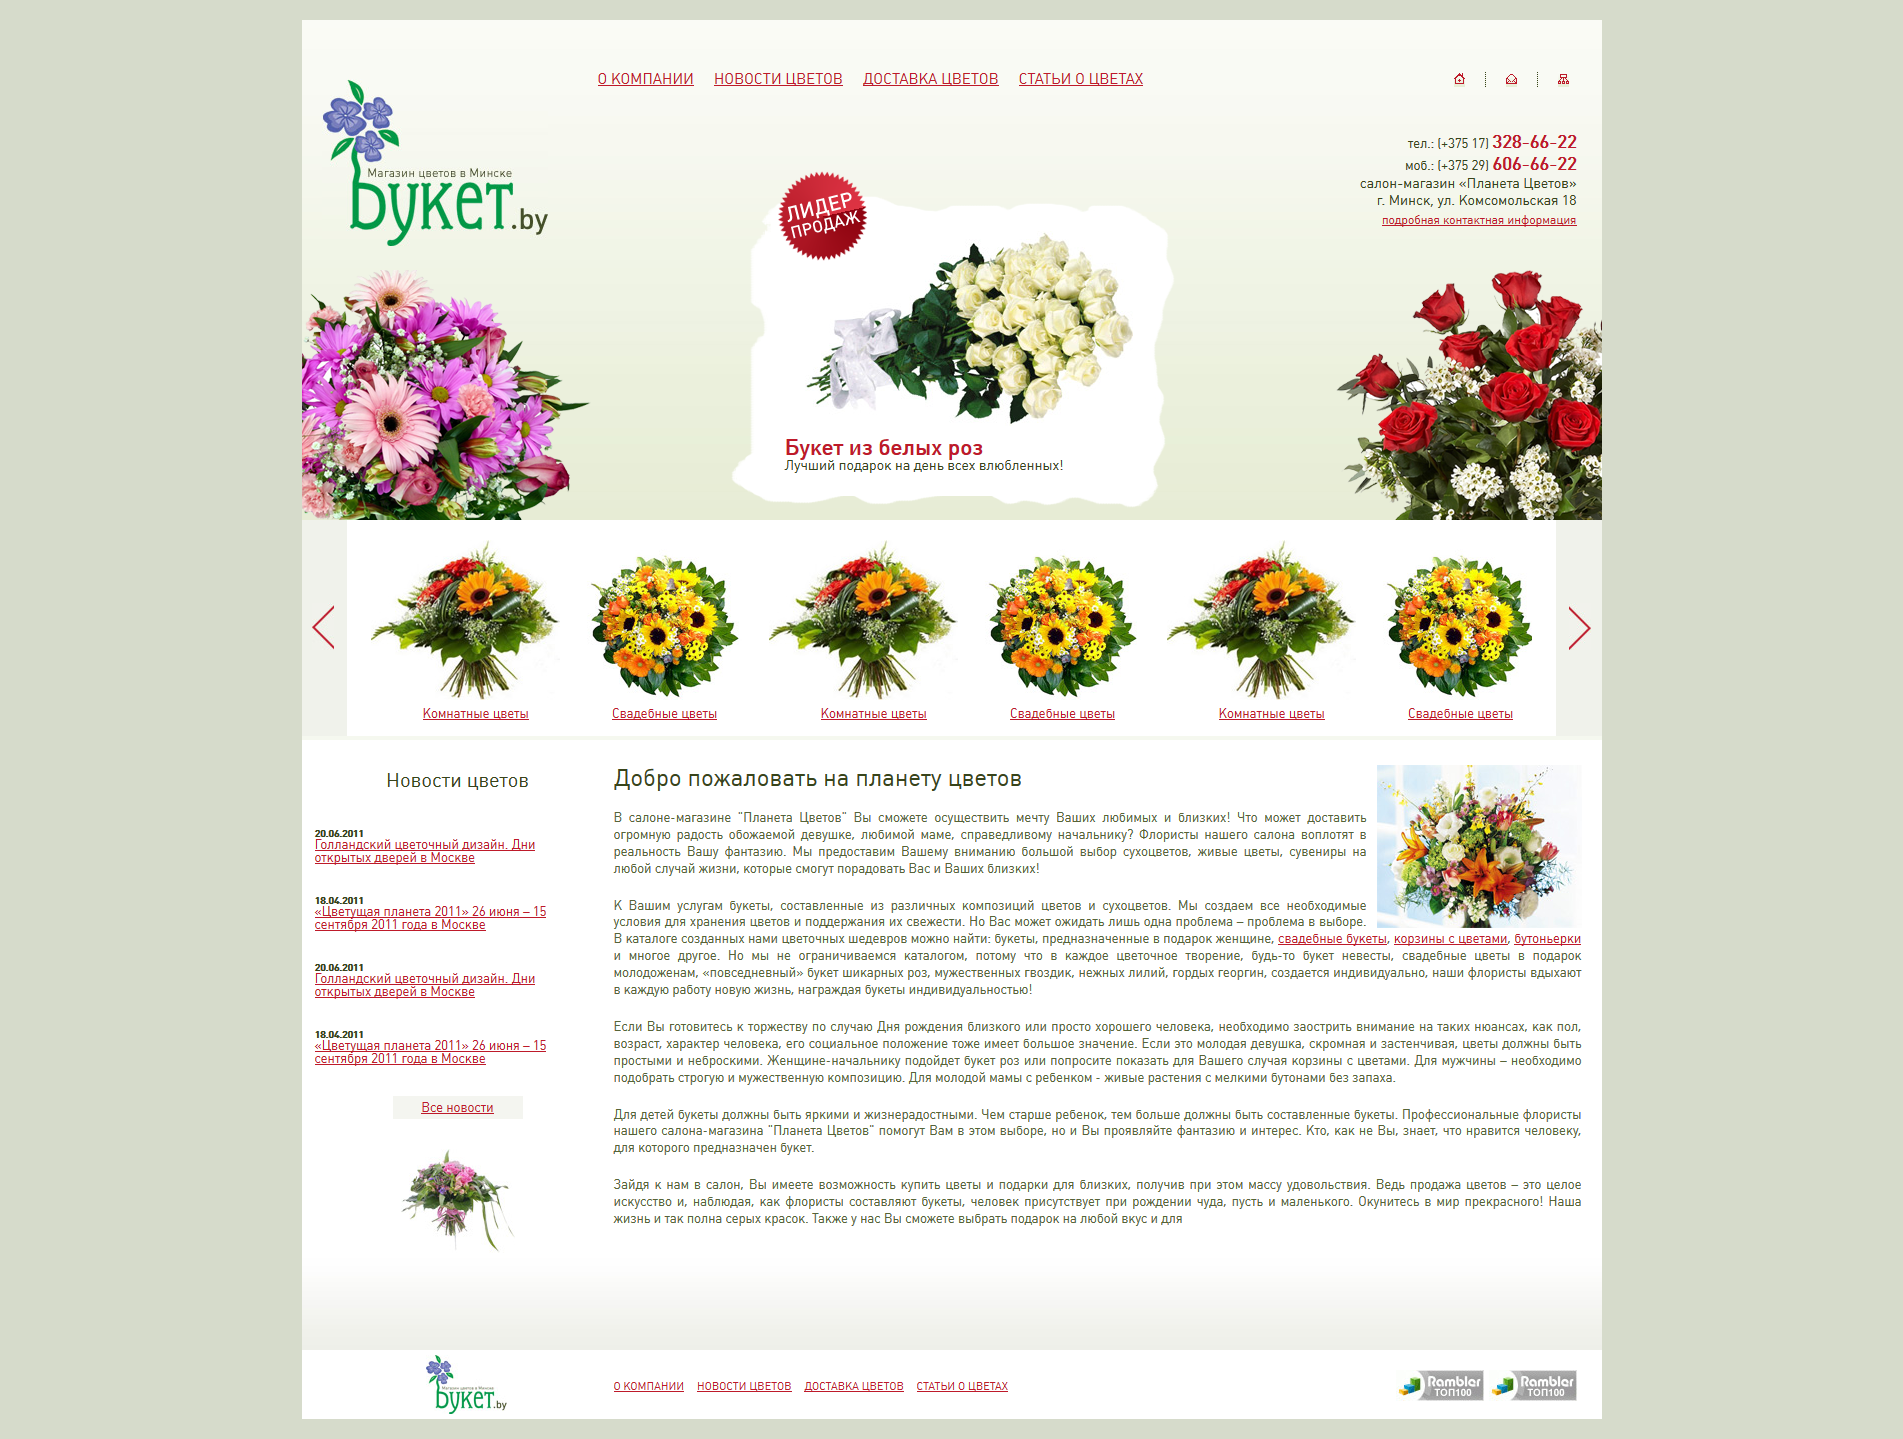 О КОМПАНИИ НОВОСТИ ЦВЕТОВ ДОСТАВКА ЦВЕТОВ СТАТЬИ О ЦВЕТАХ
Магазин цветов в Минске
Букет.by
тел.: (+375 17) 328-66-22
моб.: (+375 29) 606-66-22
салон-магазин «Планета Цветов»
г. Минск, ул. Комсомольская 18
подробная контактная информация
ЛИДЕР
ПРОДАЖ
Букет из белых роз
Лучший подарок на день всех влюбленных!
Комнатные цветы Свадебные цветы Комнатные цветы Свадебные цветы Комнатные цветы Свадебные цветы
Новости цветов
20.06.2011
Голландский цветочный дизайн. Дни
открытых дверей в Москве
18.04.2011
«Цветущая планета 2011» 26 июня – 15
сентября 2011 года в Москве
20.06.2011
Голландский цветочный дизайн. Дни
открытых дверей в Москве
18.04.2011
«Цветущая планета 2011» 26 июня – 15
сентября 2011 года в Москве
Все новости
Добро пожаловать на планету цветов
В салоне-магазине "Планета Цветов" Вы сможете осуществить мечту Ваших любимых и близких! Что может доставить
огромную радость обожаемой девушке, любимой маме, справедливому начальнику? Флористы нашего салона воплотят в
реальность Вашу фантазию. Мы предоставим Вашему вниманию большой выбор сухоцветов, живые цветы, сувениры на
любой случай жизни, которые смогут порадовать Вас и Ваших близких!
К Вашим услугам букеты, составленные из различных композиций цветов и сухоцветов. Мы создаем все необходимые
условия для хранения цветов и поддержания их свежести. Но Вас может ожидать лишь одна проблема – проблема в выборе.
В каталоге созданных нами цветочных шедевров можно найти: букеты, предназначенные в подарок женщине, свадебные букеты, корзины с цветами, бутоньерки
и многое другое. Но мы не ограничиваемся каталогом, потому что в каждое цветочное творение, будь-то букет невесты, свадебные цветы в подарок
молодоженам, «повседневный» букет шикарных роз, мужественных гвоздик, нежных лилий, гордых георгин, создается индивидуально, наши флористы вдыхают
в каждую работу новую жизнь, награждая букеты индивидуальностью!
Если Вы готовитесь к торжеству по случаю Дня рождения близкого или просто хорошего человека, необходимо заострить внимание на таких нюансах, как пол,
возраст, характер человека, его социальное положение тоже имеет большое значение. Если это молодая девушка, скромная и застенчивая, цветы должны быть
простыми и неброскими. Женщине-начальнику подойдет букет роз или попросите показать для Вашего случая корзины с цветами. Для мужчины – необходимо
подобрать строгую и мужественную композицию. Для молодой мамы с ребенком - живые растения с мелкими бутонами без запаха.
Для детей букеты должны быть яркими и жизнерадостными. Чем старше ребенок, тем больше должны быть составленные букеты. Профессиональные флористы
нашего салона-магазина "Планета Цветов" помогут Вам в этом выборе, но и Вы проявляйте фантазию и интерес. Кто, как не Вы, знает, что нравится человеку,
для которого предназначен букет.
Зайдя к нам в салон, Вы имеете возможность купить цветы и подарки для близких, получив при этом массу удовольствия. Ведь продажа цветов – это целое
искусство и, наблюдая, как флористы составляют букеты, человек присутствует при рождении чуда, пусть и маленького. Окунитесь в мир прекрасного! Наша
жизнь и так полна серых красок. Также у нас Вы сможете выбрать подарок на любой вкус и для
Магазин цветов в Минске
Букет.by
О КОМПАНИИ НОВОСТИ ЦВЕТОВ ДОСТАВКА ЦВЕТОВ СТАТЬИ О ЦВЕТАХ
Rambler
ТОП100
Rambler
ТОП100